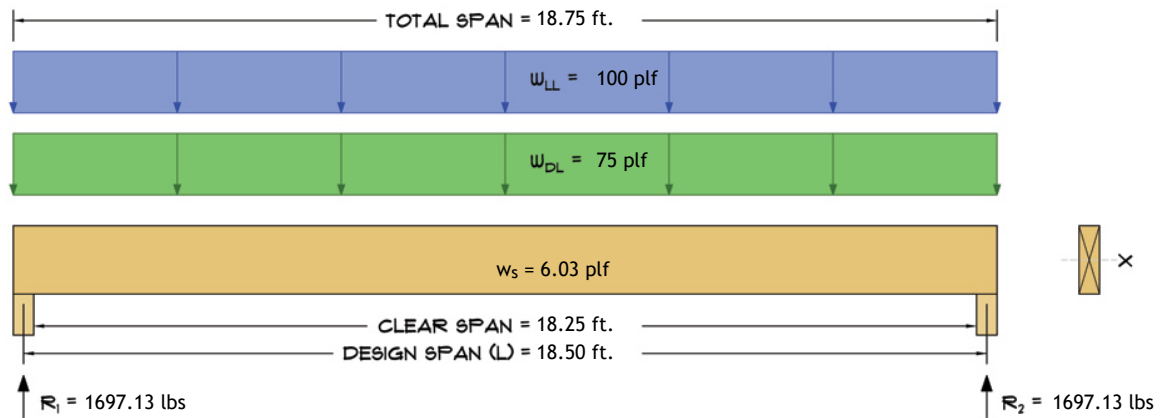 TOTAL SPAN = 18.75 ft.
WLL = 100 plf
WDL = 75 plf
ws = 6.03 plf
X
CLEAR SPAN = 18.25 ft.
DESIGN SPAN (L) = 18.50 ft.
R1 = 1697.13 lbs
R2 = 1697.13 lbs